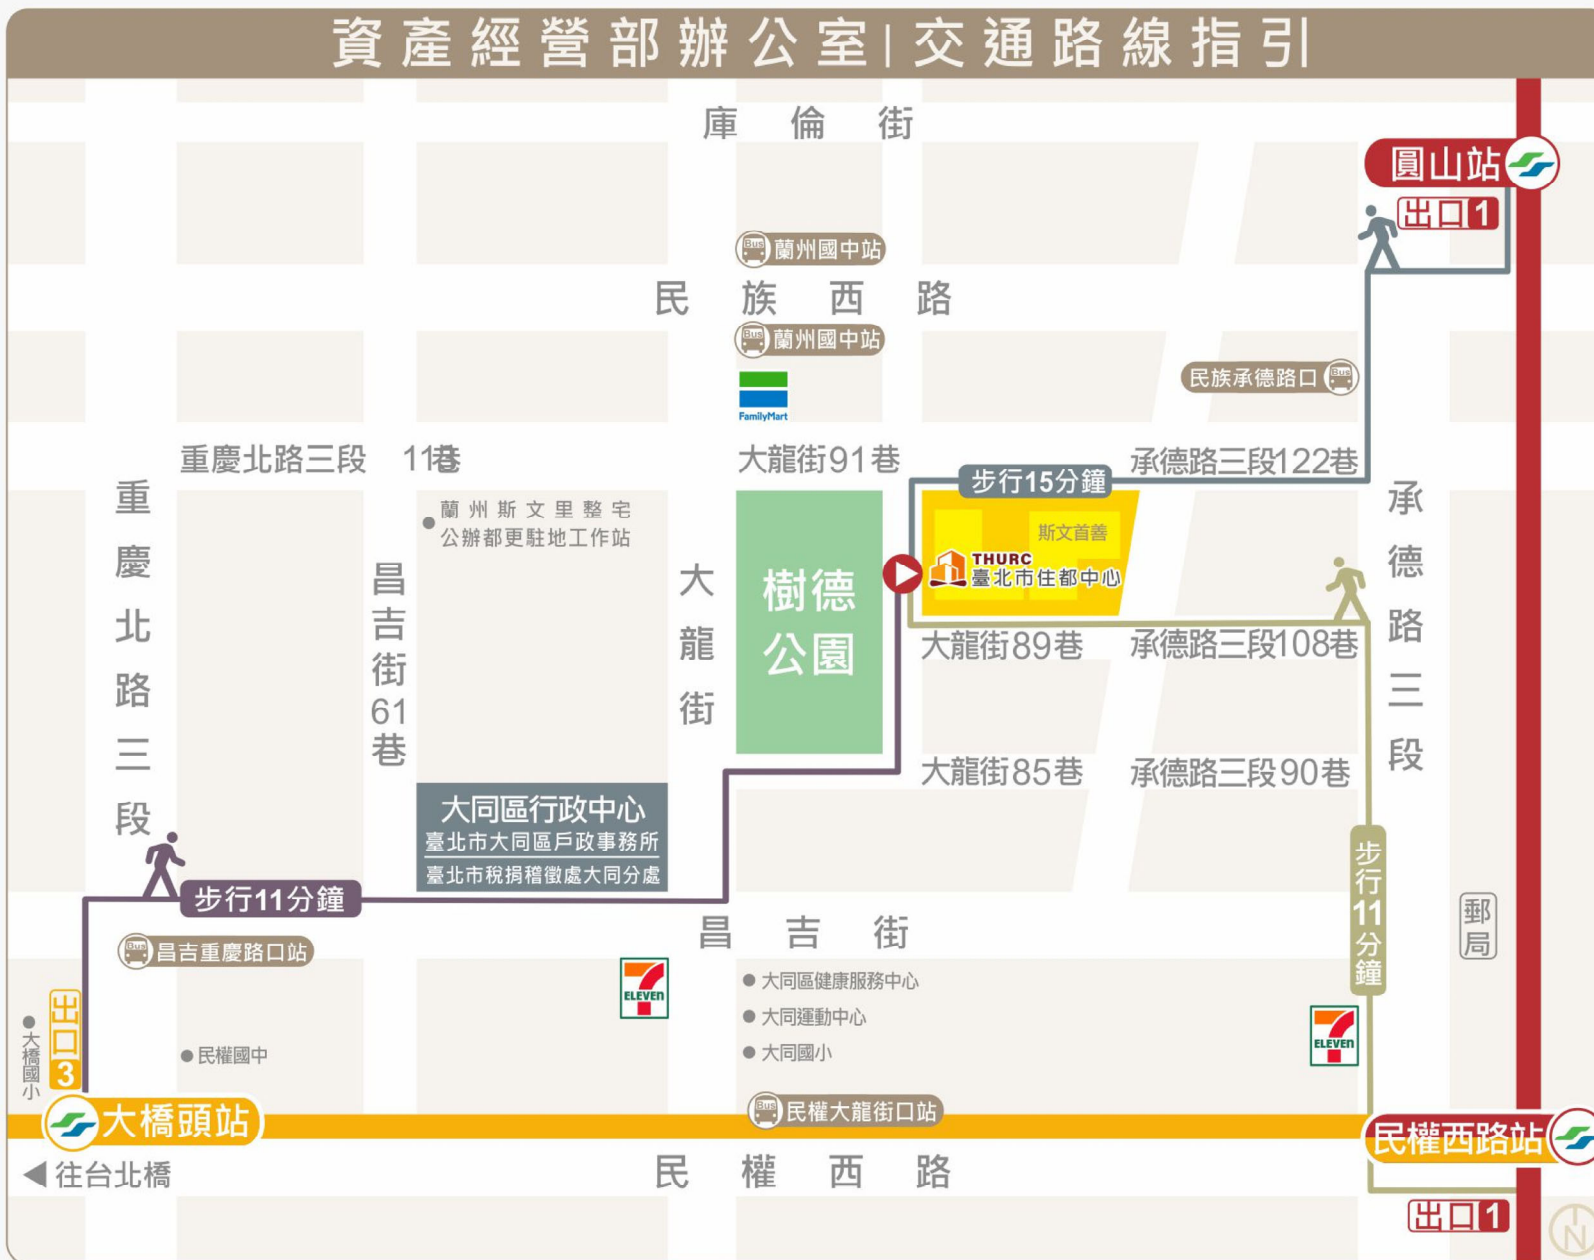 資產經營部辦公室|交通路線指引
庫倫街
圓山站
出口1
Bus 蘭州國中站
民族西路
Bus 蘭州國中站
民族承德路口 Bus
FamilyMart
重慶北路三段 113巷
大龍街91巷
承德路三段122巷
步行15分鐘
重慶北路三段
蘭州斯文里整宅
公辦都更駐地工作站
昌吉街61巷
大龍街
樹德
公園
斯文首善
THURC
臺北市住都中心
承德路三段
大龍街89巷
承德路三段108巷
大龍街85巷
承德路三段90巷
大同區行政中心
臺北市大同區戶政事務所
臺北市稅捐稽徵處大同分處
步行11分鐘
步行11分鐘
郵局
昌吉街
Bus 昌吉重慶路口站
7 ELEVEN
大同區健康服務中心
大同運動中心
大同國小
7 ELEVEN
出口3
大橋國小
民權國中
大橋頭站
Bus 民權大龍街口站
民權西路站
往台北橋
民權西路
出口1
N